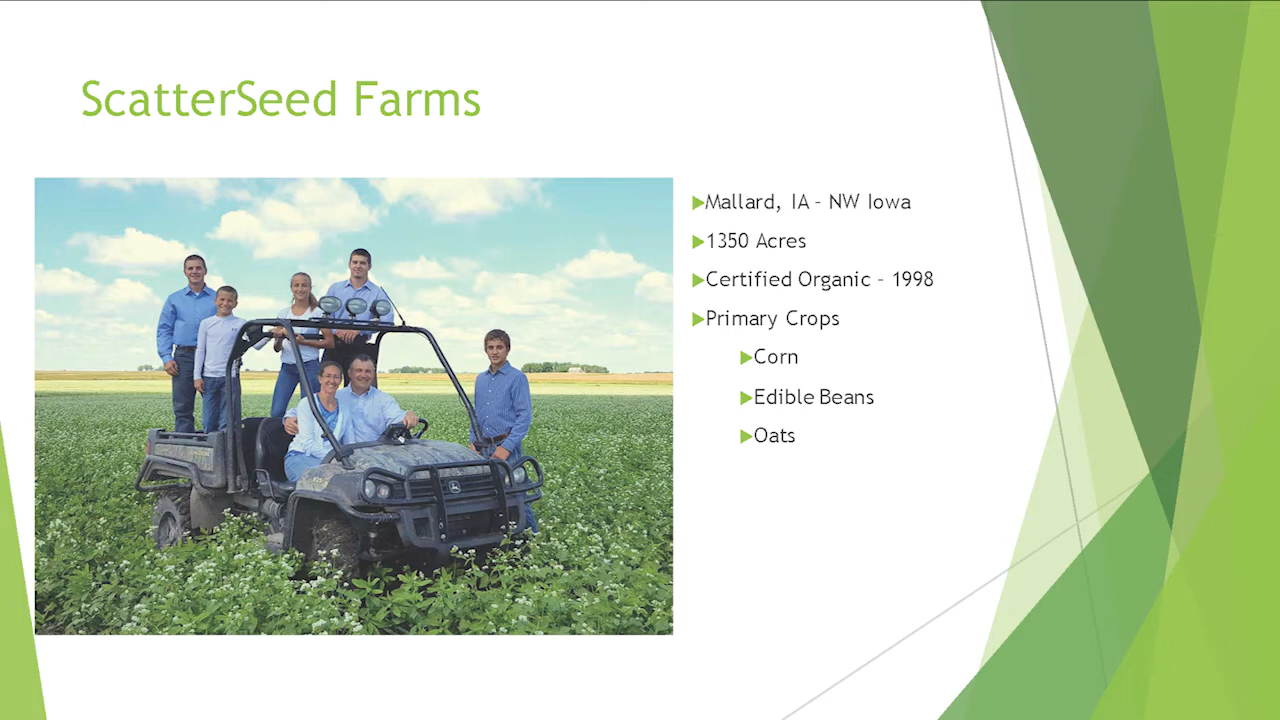 ScatterSeed Farms
Mallard, IA – NW Iowa
1350 Acres
Certified Organic – 1998
Primary Crops
Corn
Edible Beans
Oats